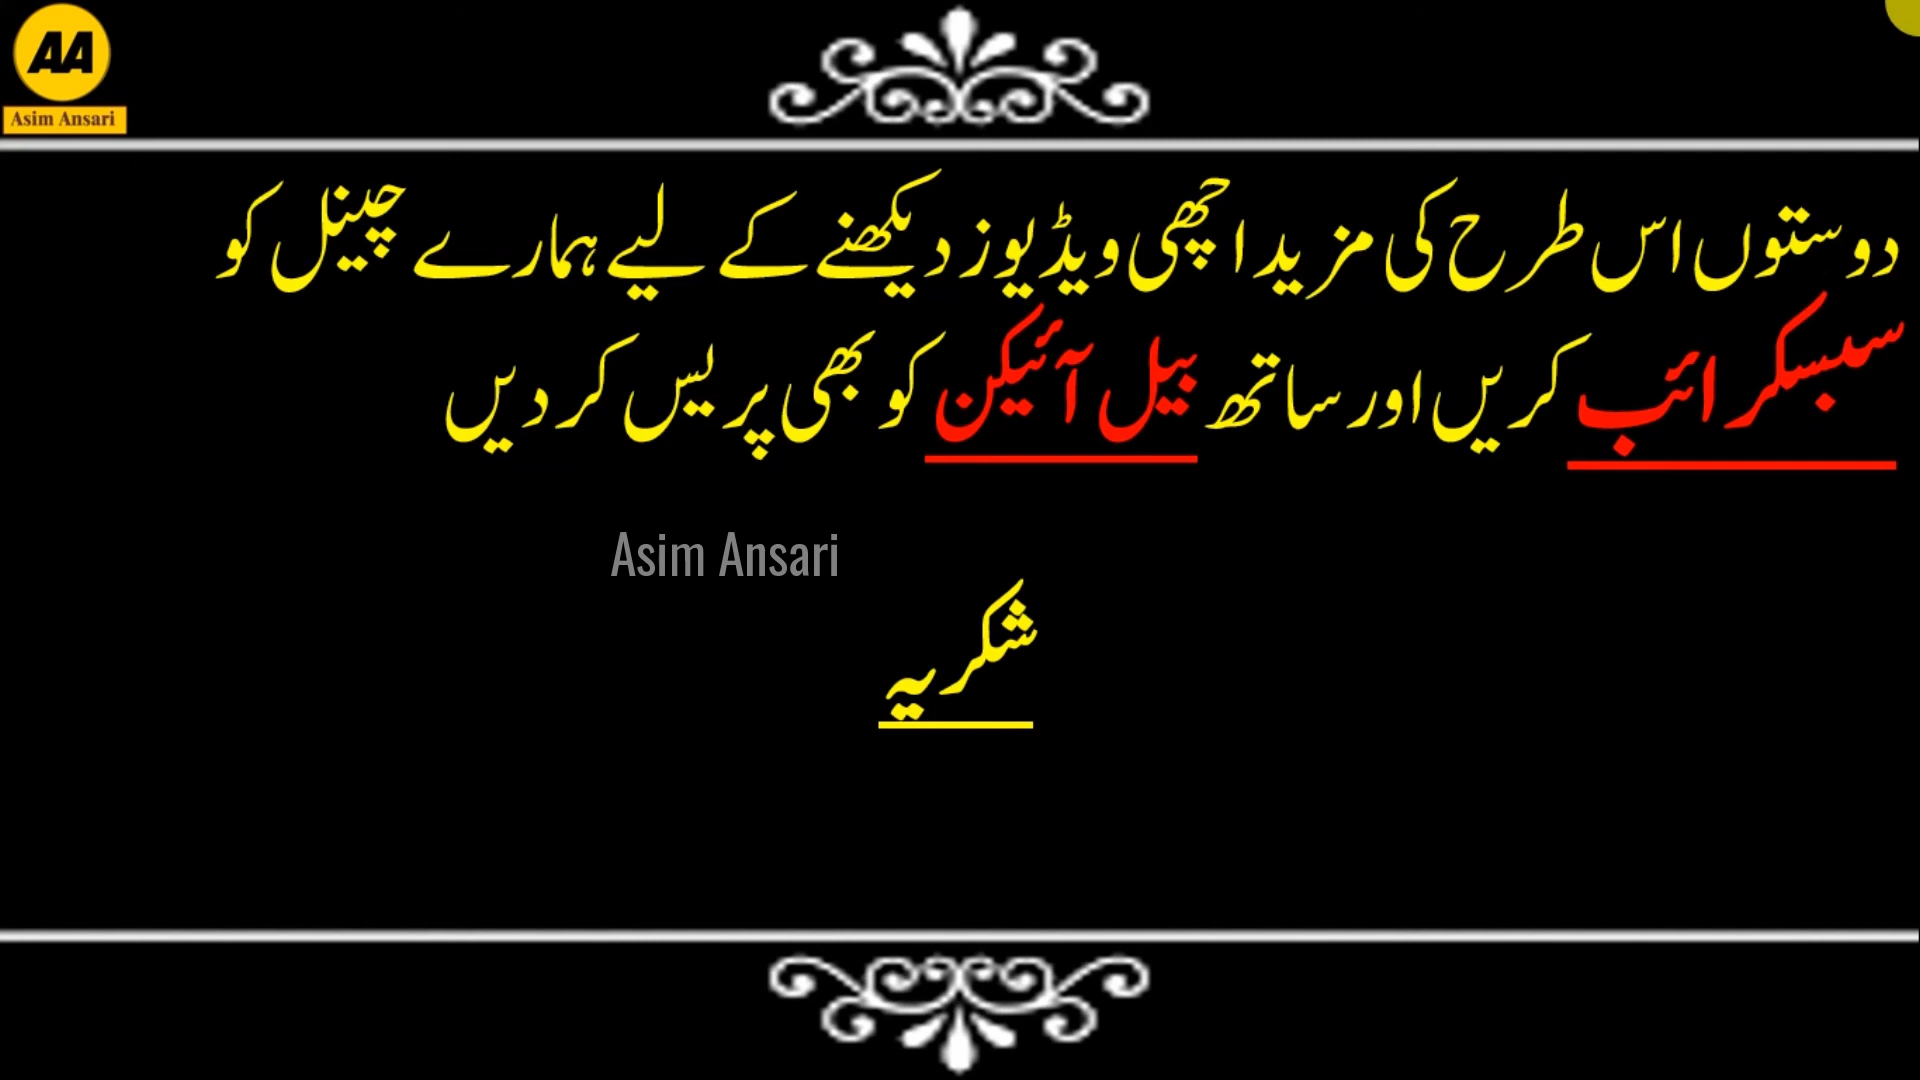 AA
Asim Ansari
دوستوں اس طرح کی مزید اچھی ویڈیوز دیکھنے کے لیے ہمارے چینل کو
سبسکرائب کریں اور ساتھ بیل آئیکن کو بھی پریس کر دیں
Asim Ansari
شکریہ